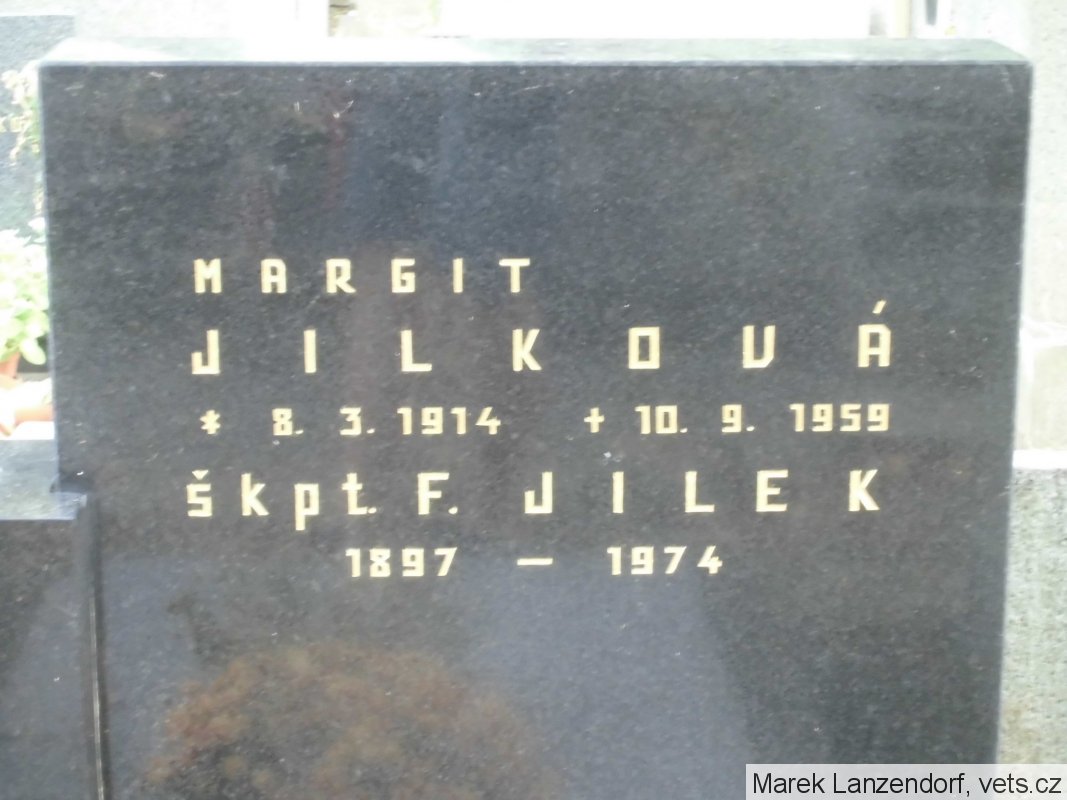 MARGIT
JILKOVÁ
* 8. 3. 1914 + 10. 9. 1959
škpt. F. JILEK
1897 — 1974
Marek Lanzendorf, vets.cz